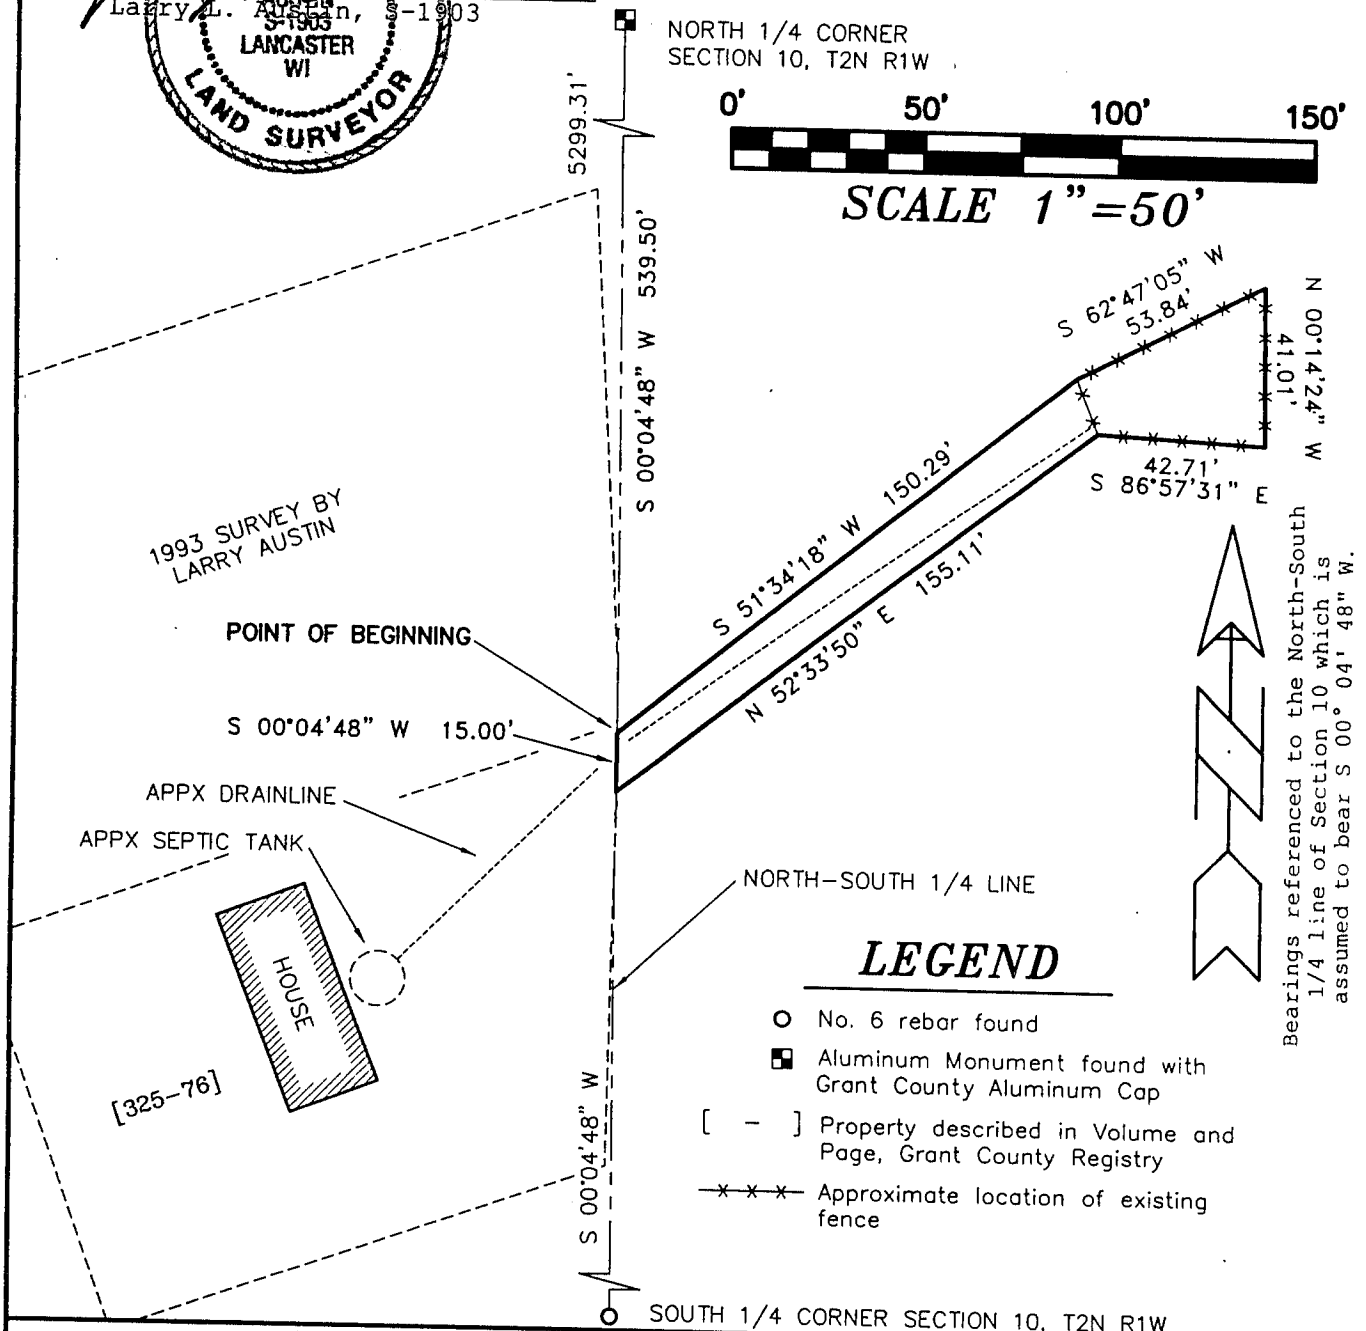 Larry L. Austin, S-1903
S-1903
LANCASTER
WI
LAND SURVEYOR
NORTH 1/4 CORNER
SECTION 10, T2N R1W
5299.31'
0' 50' 100' 150'
SCALE 1"=50'
S 00°04'48" W 539.50'
S 62°47'05" W
53.84'
N 00°14'24" W
41.01'
42.71'
S 86°57'31" E
S 51°34'18" W 150.29'
N 52°33'50" E 155.11'
1993 SURVEY BY
LARRY AUSTIN
POINT OF BEGINNING
S 00°04'48" W 15.00'
APPX DRAINLINE
APPX SEPTIC TANK
HOUSE
[325-76]
NORTH-SOUTH 1/4 LINE
Bearings referenced to the North-South
1/4 line of Section 10 which is
assumed to bear S 00° 04' 48" W.
LEGEND
No. 6 rebar found
Aluminum Monument found with
Grant County Aluminum Cap
[ - ] Property described in Volume and
Page, Grant County Registry
Approximate location of existing
fence
S 00°04'48" W
SOUTH 1/4 CORNER SECTION 10, T2N R1W